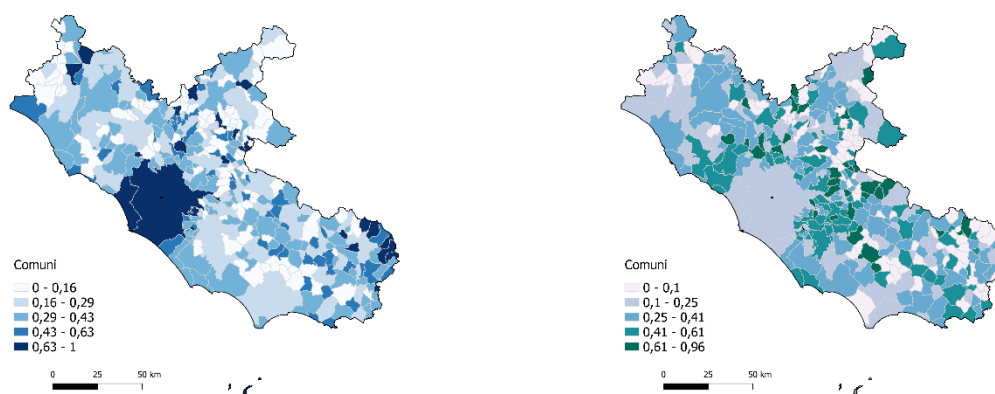 Comuni
0 - 0,16
0,16 - 0,29
0,29 - 0,43
0,43 - 0,63
0,63 - 1
0 25 50 km
Comuni
0 - 0,1
0,1 - 0,25
0,25 - 0,41
0,41 - 0,61
0,61 - 0,96
0 25 50 km